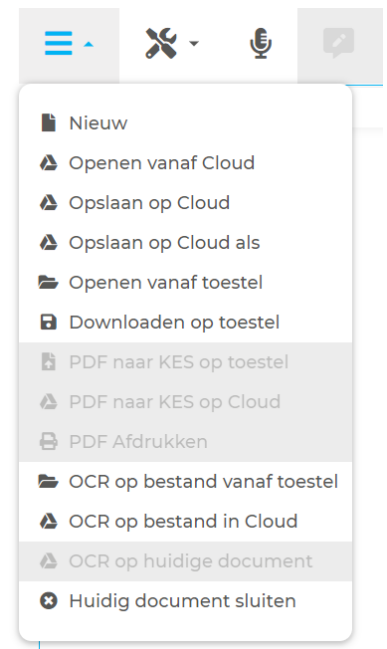 Nieuw
Openen vanaf Cloud
Opslaan op Cloud
Opslaan op Cloud als
Openen vanaf toestel
Downloaden op toestel
PDF naar KES op toestel
PDF naar KES op Cloud
PDF Afdrukken
OCR op bestand vanaf toestel
OCR op bestand in Cloud
OCR op huidige document
Huidig document sluiten